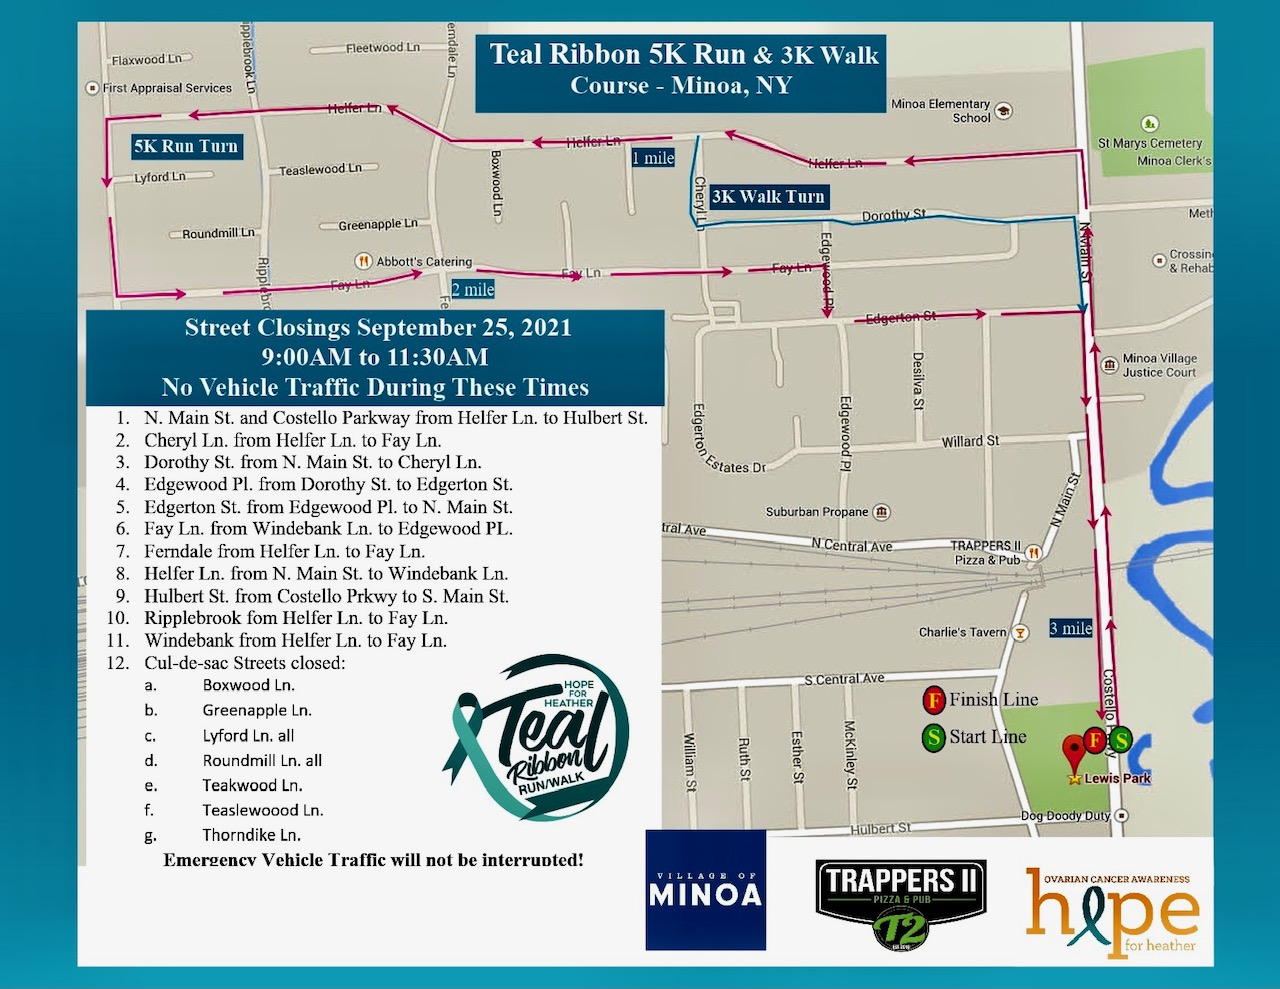 Teal Ribbon 5K Run & 3K Walk
Course - Minoa, NY
Flaxwood Ln
First Appraisal Services
Fleetwood Ln
Ripplebrook Ln
Minoa Elementary
School
St Marys Cemetery
Minoa Clerk's
Helfer Ln
Helfer Ln
Helfer Ln
5K Run Turn
1 mile
Lyford Ln
Teaslewood Ln
Boxwood Ln
Cheryl Ln
3K Walk Turn
Dorothy St
Roundmill Ln
Greenapple Ln
N Main St
Abbott's Catering
Edgewood Pl
Crossin
& Rehab
Fay Ln
Fay Ln
Fay Ln
2 mile
Edgerton St
Street Closings September 25, 2021
9:00AM to 11:30AM
No Vehicle Traffic During These Times
Minoa Village
Justice Court
Desilva St
Edgewood Pl
Edgerton Estates Dr
Willard St
N Main St
1. N. Main St. and Costello Parkway from Helfer Ln. to Hulbert St.
2. Cheryl Ln. from Helfer Ln. to Fay Ln.
3. Dorothy St. from N. Main St. to Cheryl Ln.
4. Edgewood Pl. from Dorothy St. to Edgerton St.
5. Edgerton St. from Edgewood Pl. to N. Main St.
6. Fay Ln. from Windebank Ln. to Edgewood PL.
7. Ferndale from Helfer Ln. to Fay Ln.
8. Helfer Ln. from N. Main St. to Windebank Ln.
9. Hulbert St. from Costello Prkwy to S. Main St.
10. Ripplebrook fom Helfer Ln. to Fay Ln.
11. Windebank from Helfer Ln. to Fay Ln.
12. Cul-de-sac Streets closed:
a. Boxwood Ln.
b. Greenapple Ln.
c. Lyford Ln. all
d. Roundmill Ln. all
e. Teakwood Ln.
f. Teaslewoood Ln.
g. Thorndike Ln.
Emergency Vehicle Traffic will not be interrupted!
HOPE
FOR
HEATHER
Teal
Ribbon
RUN/WALK
Suburban Propane
tral Ave
N Central Ave
TRAPPERS II
Pizza & Pub
Charlie's Tavern
3 mile
S Central Ave
F Finish Line
S Start Line
Costello
F S
Lewis Park
William St
Ruth St
Esther St
McKinley St
Dog Doody Duty
Hulbert St
VILLAGE OF
MINOA
TRAPPERS II
PIZZA & PUB
T2
OVARIAN CANCER AWARENESS
hope
for heather